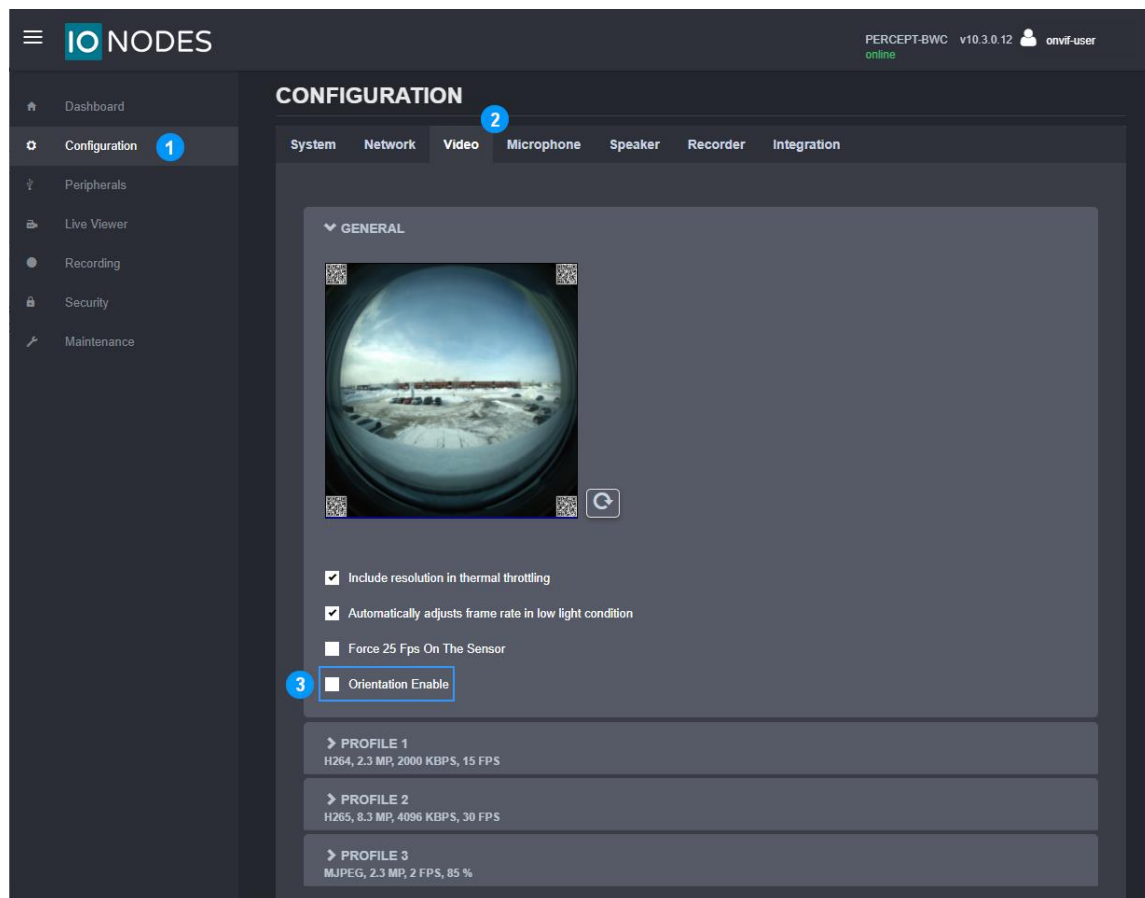 IO NODES
PERCEPT-BWC v10.3.0.12 onvif-user
online
Dashboard
Configuration 1
Peripherals
Live Viewer
Recording
Security
Maintenance
CONFIGURATION
2
System Network Video Microphone Speaker Recorder Integration
GENERAL
Include resolution in thermal throttling
Automatically adjusts frame rate in low light condition
Force 25 Fps On The Sensor
3 Orientation Enable
PROFILE 1
H264, 2.3 MP, 2000 KBPS, 15 FPS
PROFILE 2
H265, 8.3 MP, 4096 KBPS, 30 FPS
PROFILE 3
MJPEG, 2.3 MP, 2 FPS, 85 %